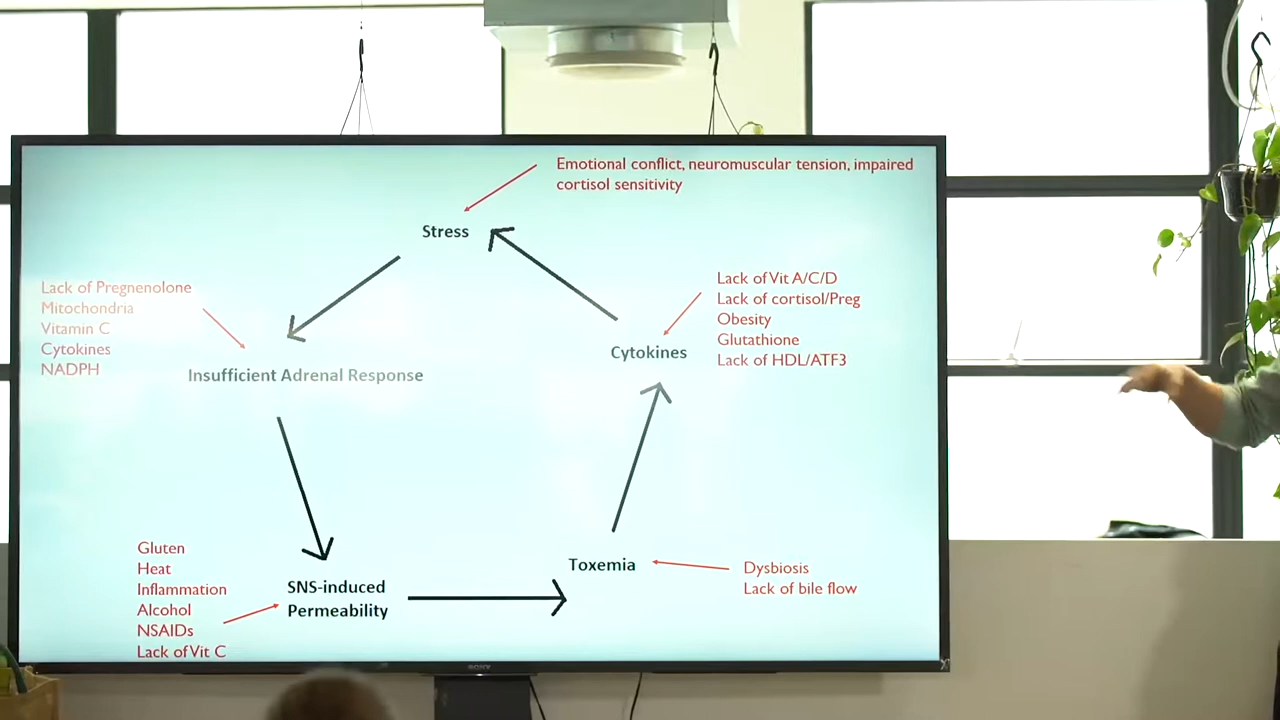 Emotional conflict, neuromuscular tension, impaired
cortisol sensitivity
Stress
Lack of Pregnenolone
Mitochondria
Vitamin C
Cytokines
NADPH
Insufficient Adrenal Response
Lack of Vit A/C/D
Lack of cortisol/Preg
Obesity
Glutathione
Lack of HDL/ATF3
Cytokines
Gluten
Heat
Inflammation
Alcohol
NSAIDs
Lack of Vit C
SNS-induced
Permeability
Toxemia
Dysbiosis
Lack of bile flow
SONY